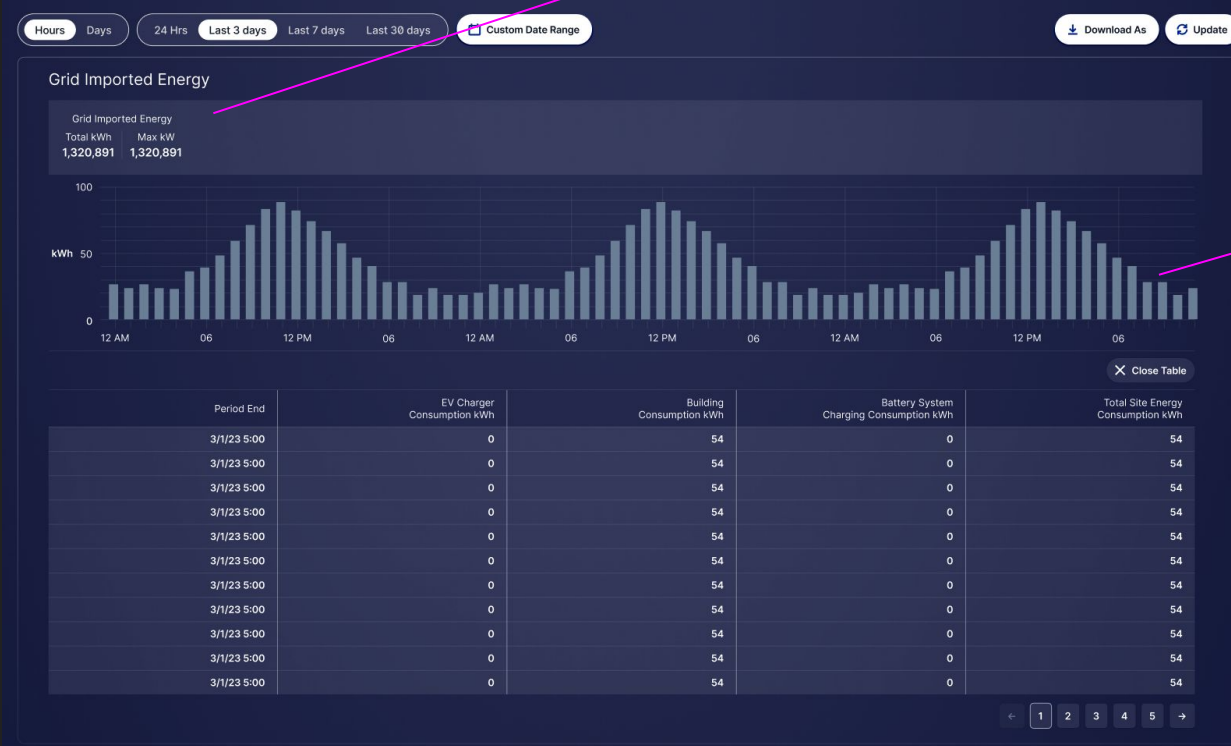 Hours Days 24 Hrs Last 3 days Last 7 days Last 30 days Custom Date Range Download As Update
Grid Imported Energy
Grid Imported Energy
Total kWh Max kW
1,320,891 1,320,891
100
kWh 50
0
12 AM 06 12 PM 06 12 AM 06 12 PM 06 12 AM 06 12 PM 06
Close Table
Period End EV Charger Consumption kWh Building Consumption kWh Battery System Charging Consumption kWh Total Site Energy Consumption kWh
3/1/23 5:00 0 54 0 54
3/1/23 5:00 0 54 0 54
3/1/23 5:00 0 54 0 54
3/1/23 5:00 0 54 0 54
3/1/23 5:00 0 54 0 54
3/1/23 5:00 0 54 0 54
3/1/23 5:00 0 54 0 54
3/1/23 5:00 0 54 0 54
3/1/23 5:00 0 54 0 54
3/1/23 5:00 0 54 0 54
3/1/23 5:00 0 54 0 54
← 1 2 3 4 5 →